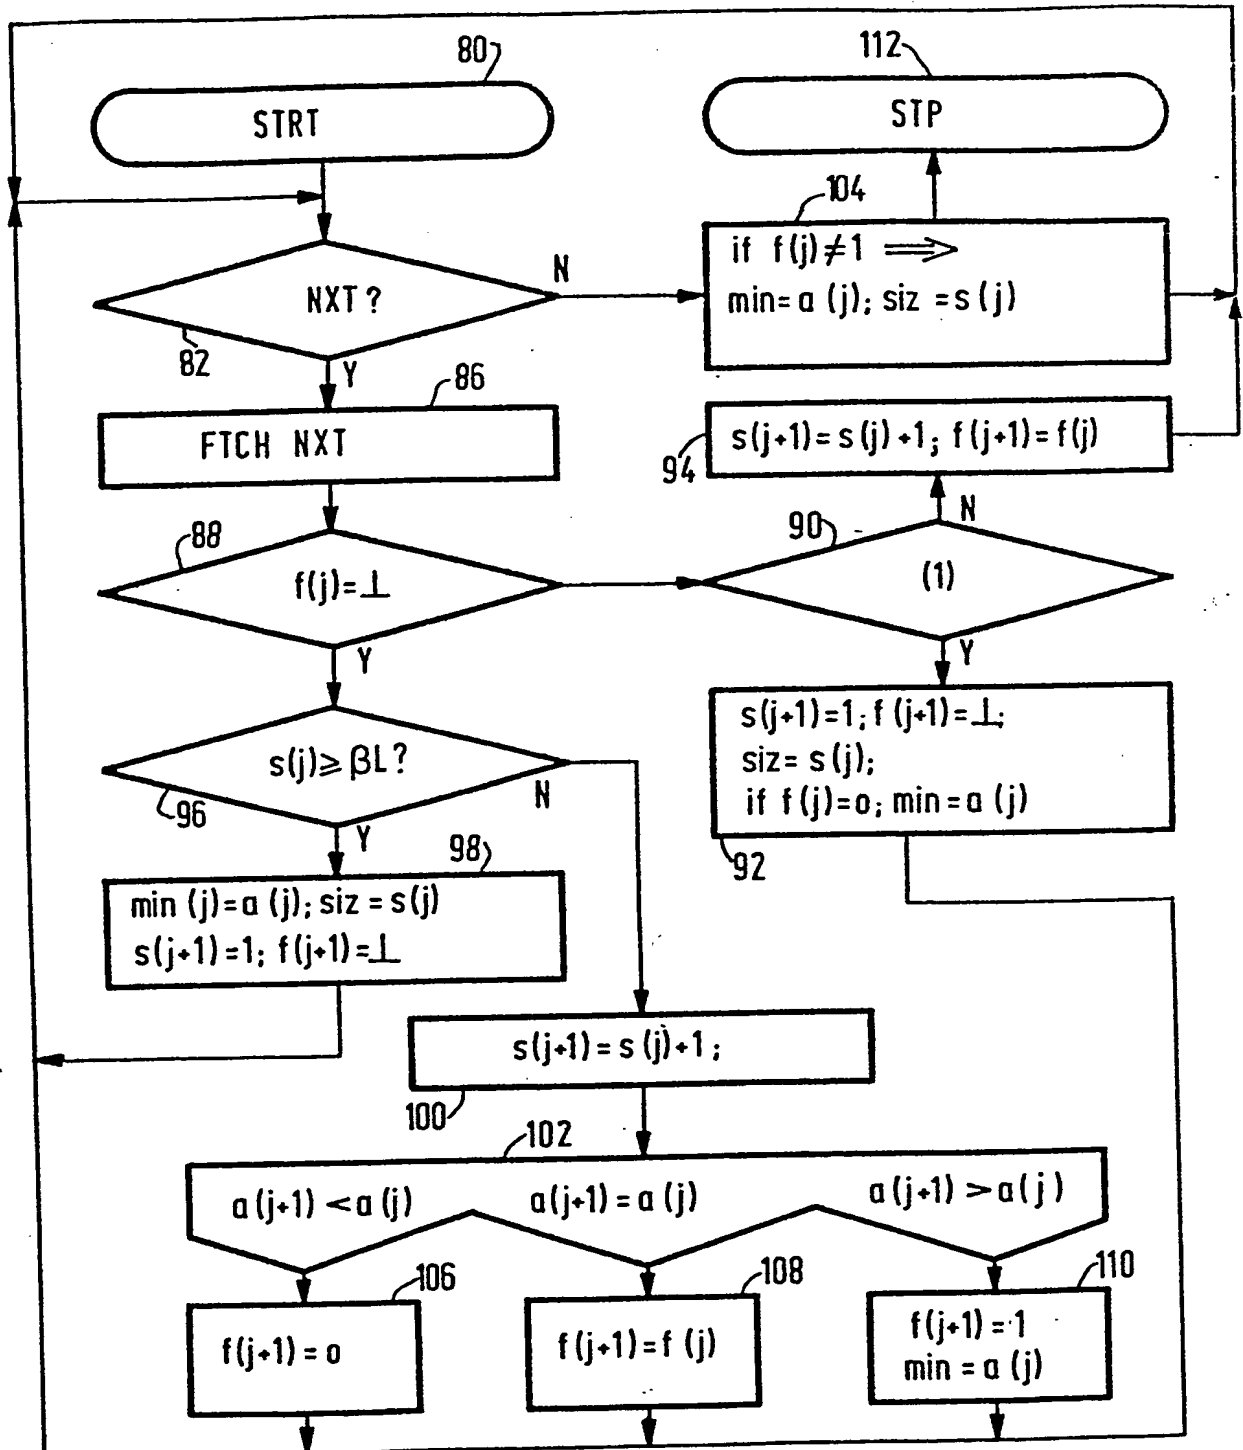 80
STRT
112
STP
104
if f(j)≠1 ⟹
min=a(j); siz=s(j)
NXT?
N
82
Y
86
FTCH NXT
s(j+1)=s(j)+1; f(j+1)=f(j)
94
88
f(j)=⊥
Y
90
N
(1)
Y
s(j)≥βL?
96
N
Y
s(j+1)=1; f(j+1)=⊥;
siz=s(j);
if f(j)=o; min=a(j)
92
98
min(j)=a(j); siz=s(j)
s(j+1)=1; f(j+1)=⊥
s(j+1)=s(j)+1;
100
102
a(j+1)<a(j)
a(j+1)=a(j)
a(j+1)>a(j)
106
f(j+1)=o
108
f(j+1)=f(j)
110
f(j+1)=1
min=a(j)